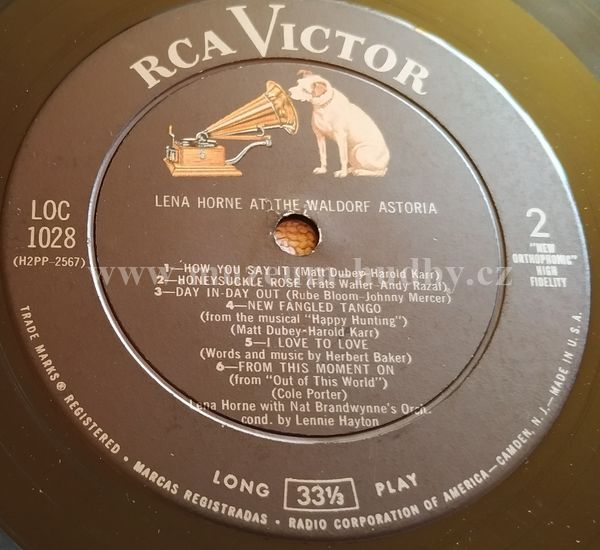 RCA VICTOR
LENA HORNE AT THE WALDORF ASTORIA
LOC
1028
(H2PP-2567)
2
"NEW
ORTHOPHONIC"
HIGH
FIDELITY
1—HOW YOU SAY IT (Matt Dubey-Harold Karr)
2—HONEYSUCKLE ROSE (Fats Waller-Andy Razaf)
3—DAY IN-DAY OUT (Rube Bloom-Johnny Mercer)
4—NEW FANGLED TANGO
(from the musical "Happy Hunting")
(Matt Dubey-Harold Karr)
5—I LOVE TO LOVE
(Words and music by Herbert Baker)
6—FROM THIS MOMENT ON
(from "Out of This World")
(Cole Porter)
Lena Horne with Nat Brandwynne's Orch.
cond. by Lennie Hayton
LONG 33⅓ PLAY
TRADE MARKS ® REGISTERED • MARCAS REGISTRADAS • RADIO CORPORATION OF AMERICA—CAMDEN, N.J.—MADE IN U.S.A.